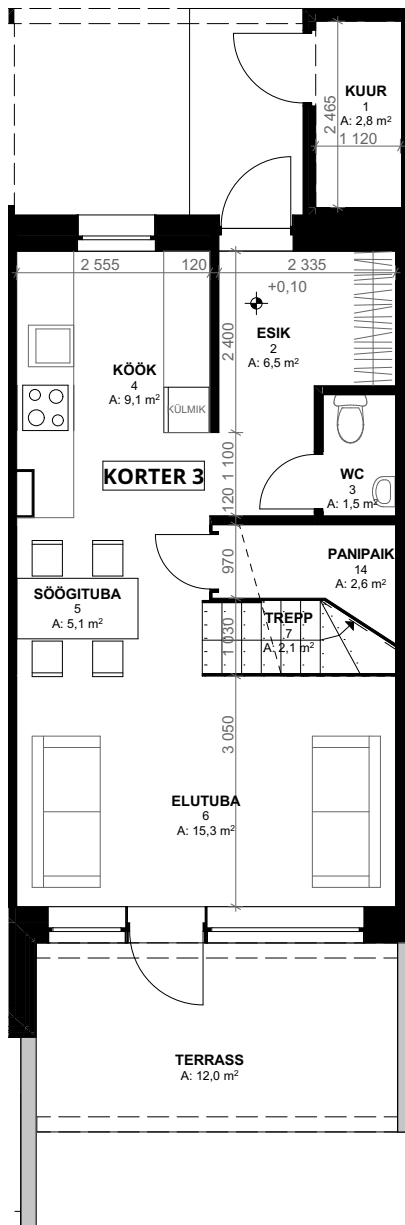 KUUR
1
A: 2,8 m²
2 465
1 120
2 555
120
2 335
+0,10
2 400
ESIK
2
A: 6,5 m²
KÖÖK
4
A: 9,1 m²
KÜLMIK
KORTER 3
1 100
120
WC
3
A: 1,5 m²
970
PANIPAIK
14
A: 2,6 m²
SÖÖGITUBA
5
A: 5,1 m²
TREPP
7
A: 2,1 m²
1 030
3 050
ELUTUBA
6
A: 15,3 m²
TERRASS
A: 12,0 m²